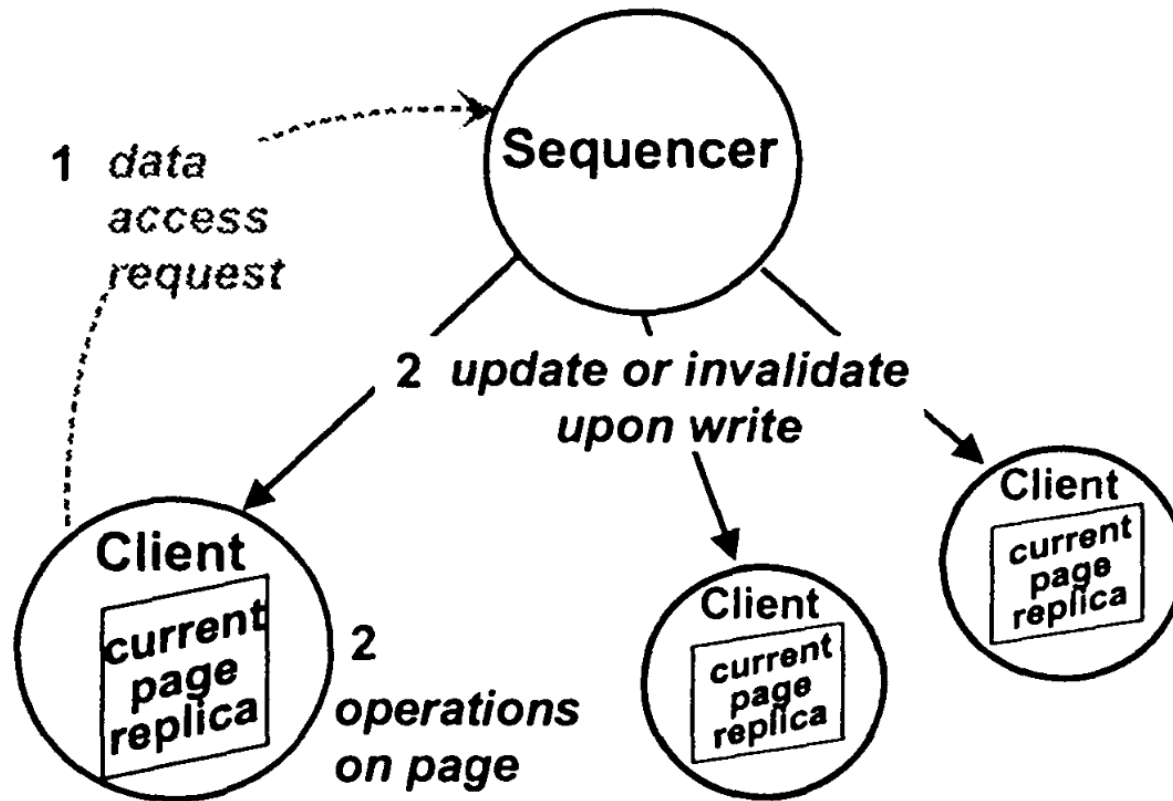 Sequencer
1 data
access
request
2 update or invalidate
upon write
Client
current
page
replica
2
operations
on page
Client
current
page
replica
Client
current
page
replica